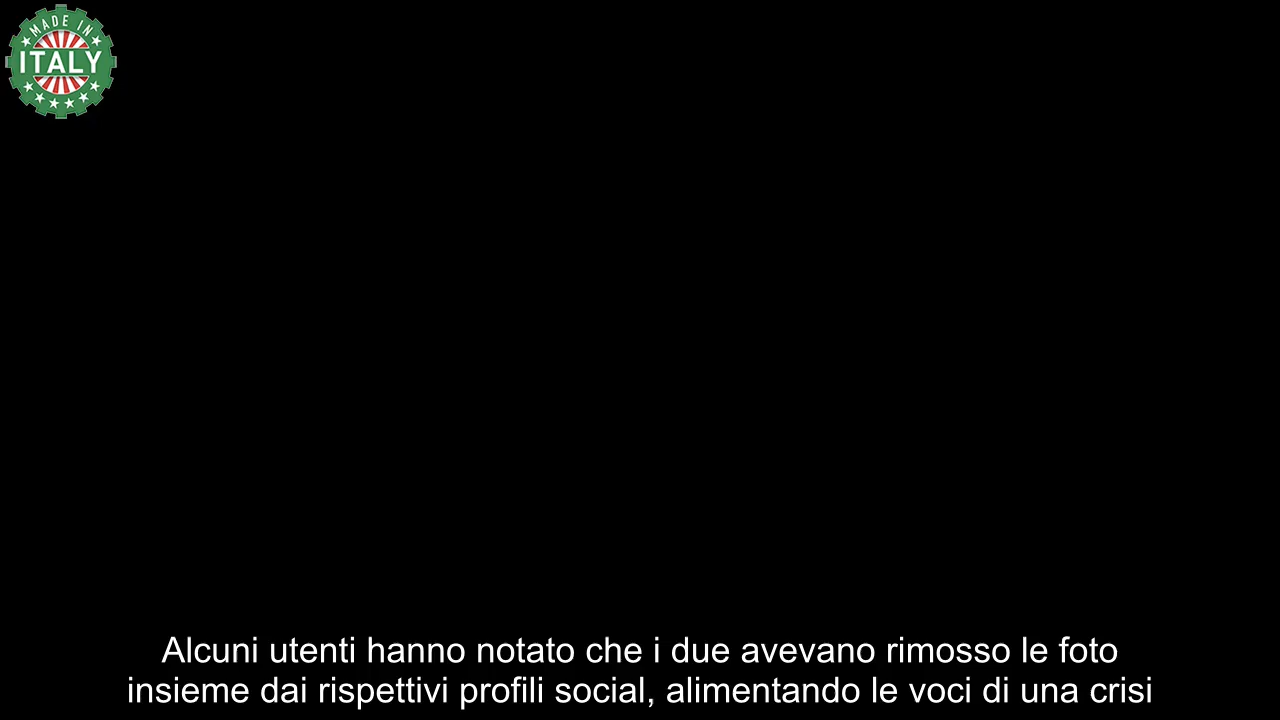 MADE IN
ITALY
Alcuni utenti hanno notato che i due avevano rimosso le foto
insieme dai rispettivi profili social, alimentando le voci di una crisi